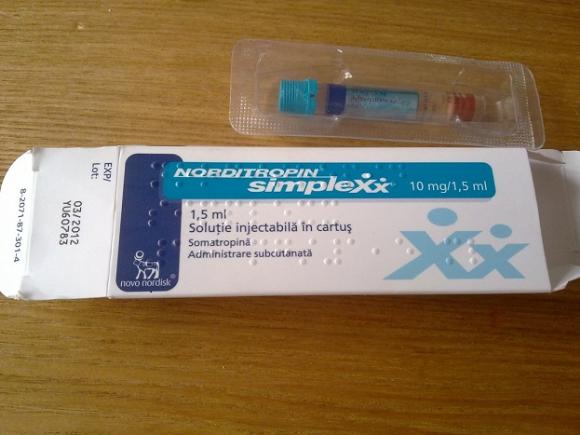 NORDITROPIN
simplexx 10 mg/1,5 ml
1,5 ml
Soluție injectabilă în cartuș
Somatropină
Administrare subcutanată
novo nordisk
EXP/
Lot:
03/2012
YU60783
8-2071-87-301-4